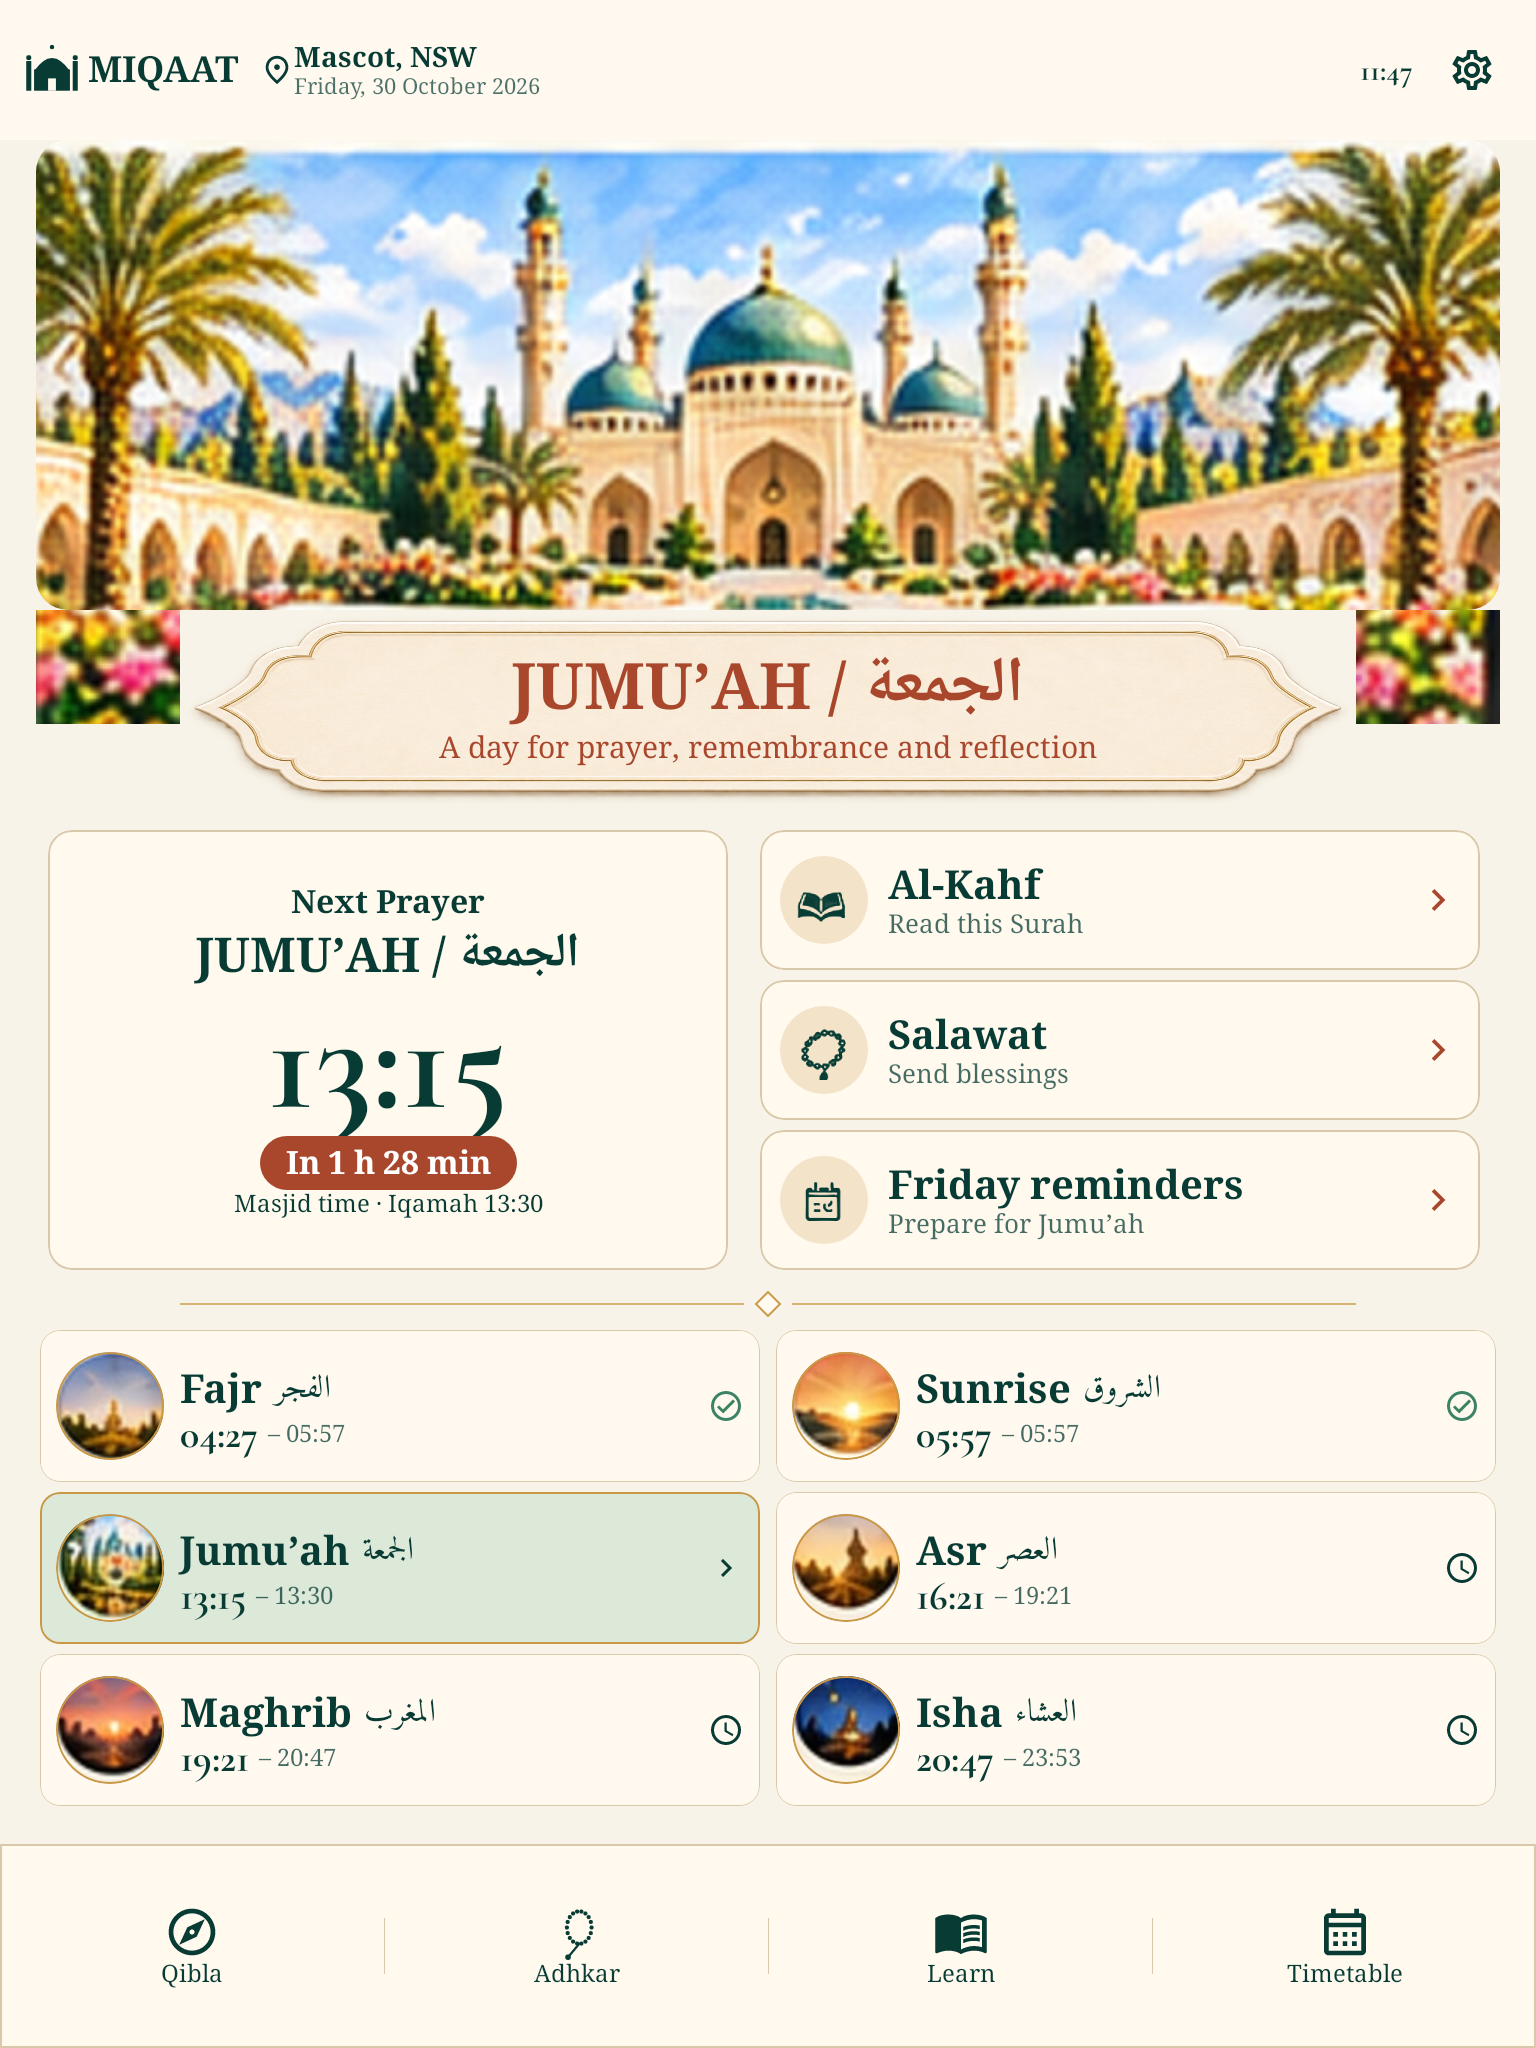 MIQAAT
Mascot, NSW
Friday, 30 October 2026
11:47
JUMU’AH / الجمعة
A day for prayer, remembrance and reflection
Next Prayer
JUMU’AH / الجمعة
13:15
In 1 h 28 min
Masjid time · Iqamah 13:30
Al-Kahf
Read this Surah
Salawat
Send blessings
Friday reminders
Prepare for Jumu’ah
Fajr الفجر
04:27 – 05:57
Sunrise الشروق
05:57 – 05:57
Jumu’ah الجمعة
13:15 – 13:30
Asr العصر
16:21 – 19:21
Maghrib المغرب
19:21 – 20:47
Isha العشاء
20:47 – 23:53
Qibla
Adhkar
Learn
Timetable